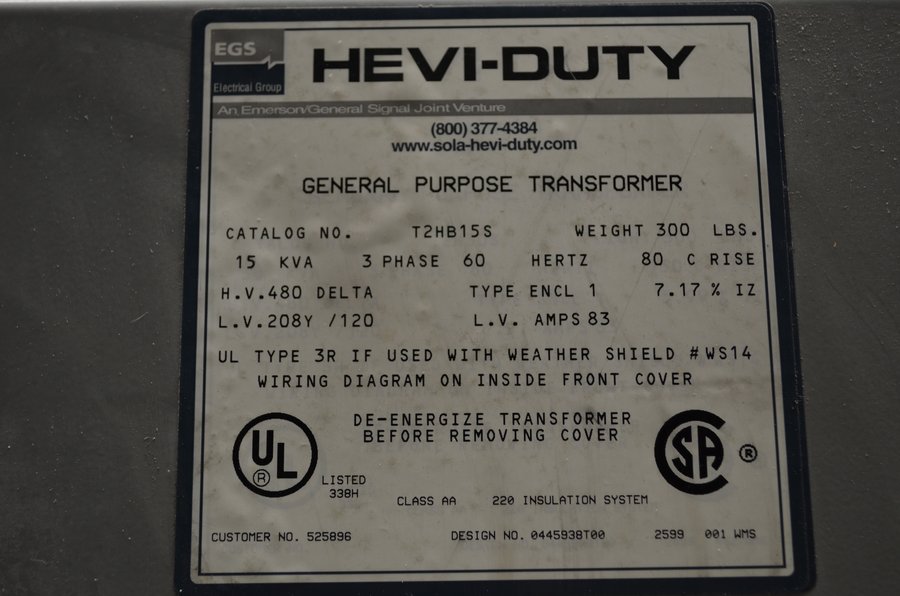 EGS
Electrical Group
HEVI-DUTY
An Emerson/General Signal Joint Venture
(800) 377-4384
www.sola-hevi-duty.com
GENERAL PURPOSE TRANSFORMER
CATALOG NO. T2HB15S WEIGHT 300 LBS.
15 KVA 3 PHASE 60 HERTZ 80 C RISE
H.V.480 DELTA TYPE ENCL 1 7.17 % IZ
L.V.208Y /120 L.V. AMPS 83
UL TYPE 3R IF USED WITH WEATHER SHIELD #WS14
WIRING DIAGRAM ON INSIDE FRONT COVER
DE-ENERGIZE TRANSFORMER
BEFORE REMOVING COVER
UL ® SA ®
LISTED
338H
CLASS AA 220 INSULATION SYSTEM
CUSTOMER NO. 525896 DESIGN NO. 0445938T00 2599 001 WMS